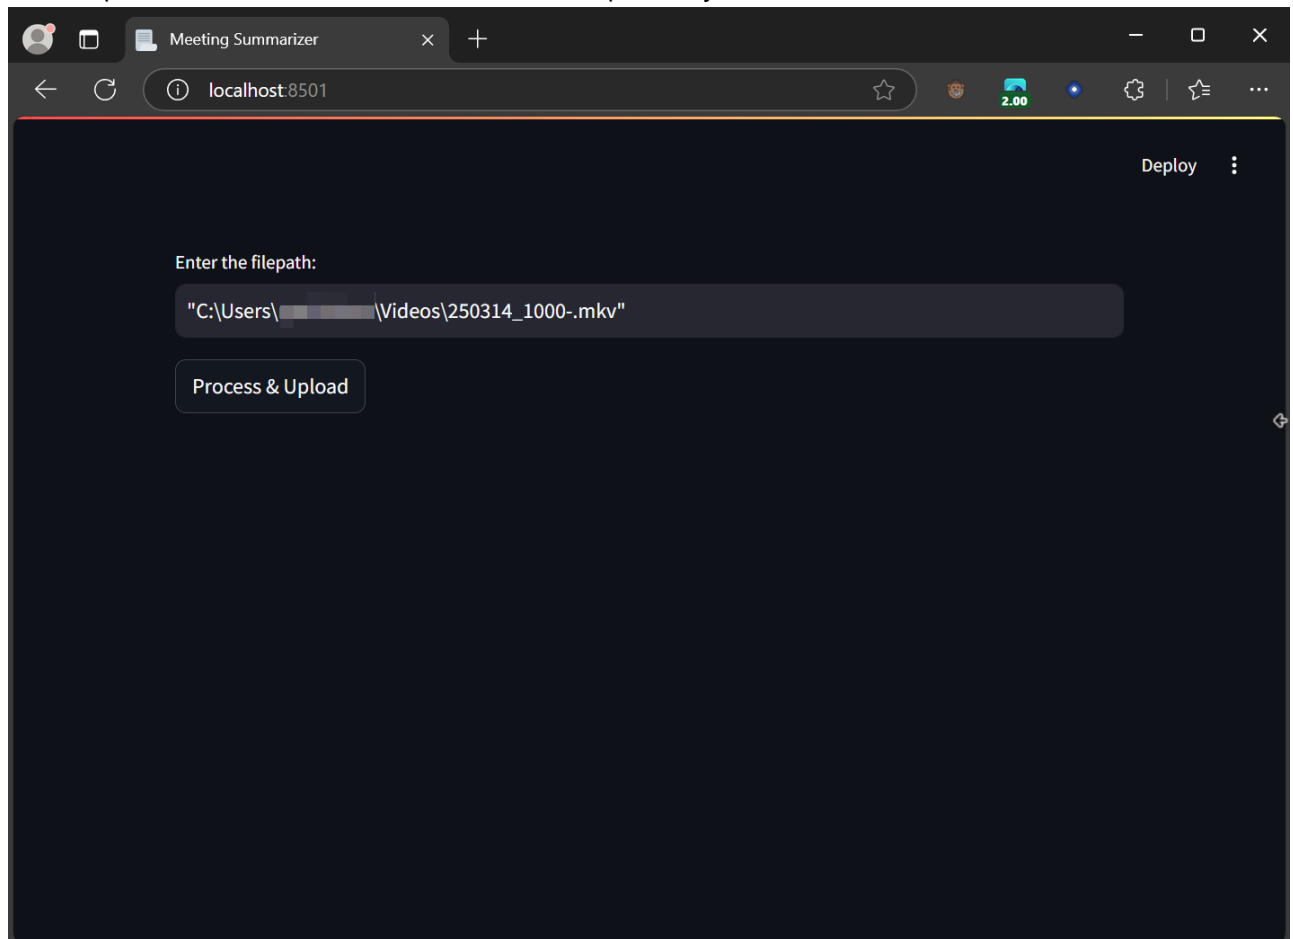 Meeting Summarizer
localhost:8501
2.00
Deploy
Enter the filepath:
"C:\Users\ \Videos\250314_1000-.mkv"
Process & Upload